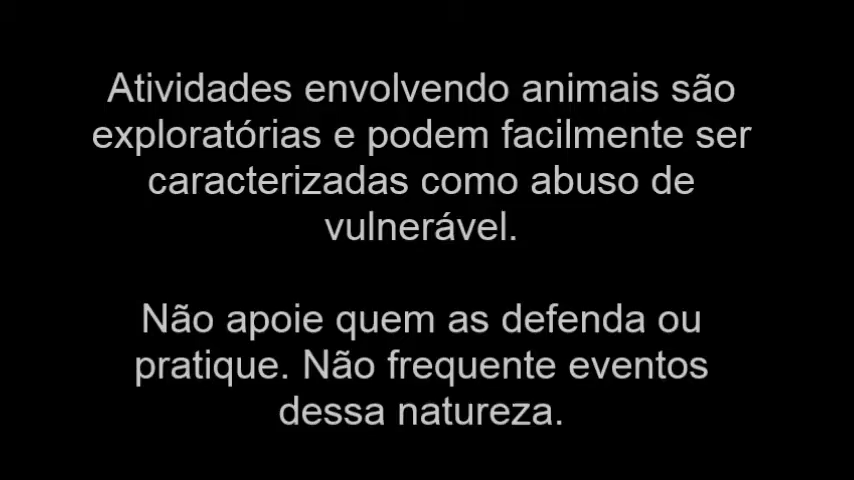 Atividades envolvendo animais são
exploratórias e podem facilmente ser
caracterizadas como abuso de
vulnerável.
Não apoie quem as defenda ou
pratique. Não frequente eventos
dessa natureza.